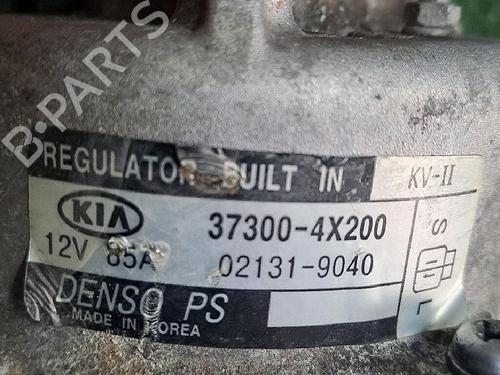 B-PARTS
REGULATOR BUILT IN
KV-II
KIA
37300-4X200
12V 85A
02131-9040
S
L
DENSO PS
MADE IN KOREA